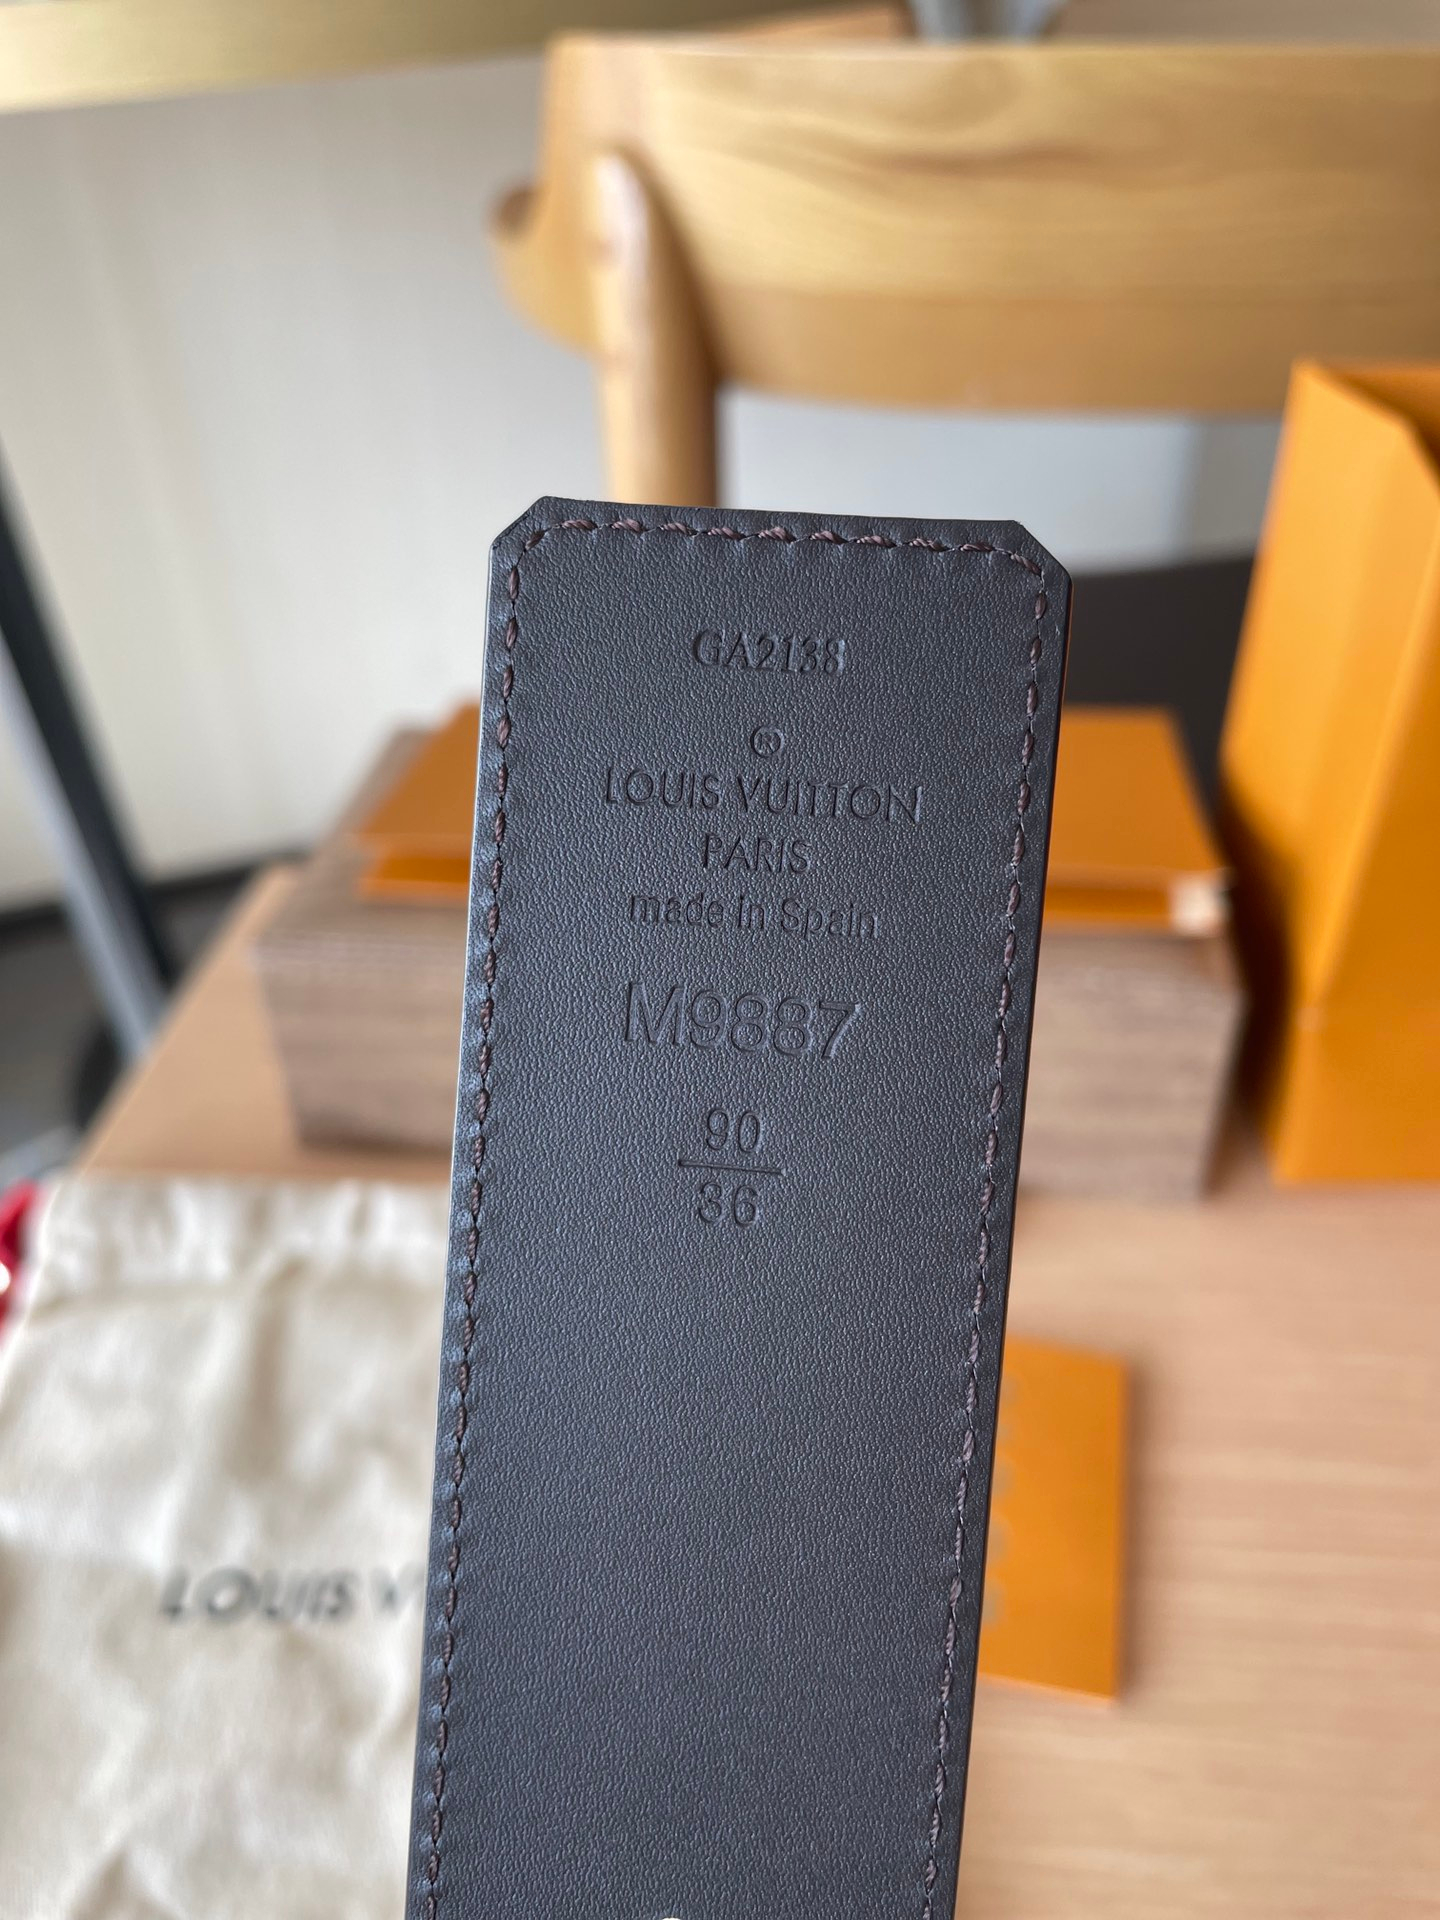 GA2138
®
LOUIS VUITTON
PARIS
made in Spain
M9887
90
36
LOUIS V